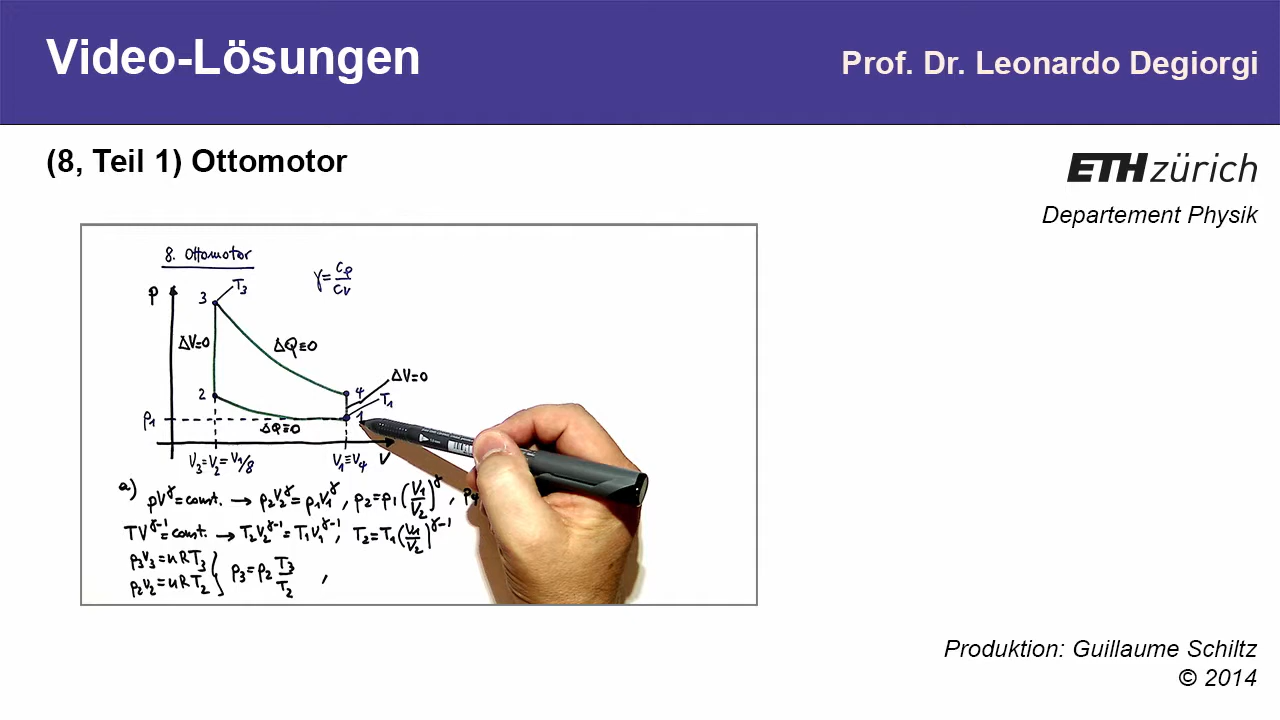 Video-Lösungen
Prof. Dr. Leonardo Degiorgi
(8, Teil 1) Ottomotor
ETH zürich
Departement Physik
8. Ottomotor
γ = cp/cv
p
3
T3
ΔV=0
ΔQ≡0
2
4
ΔV=0
T1
p1
ΔQ≡0
1
V3=V2=V1/8
V1=V4
V
a) pV^γ = const. → p2V2^γ = p1V1^γ, p2=p1(V1/V2)^γ,
TV^γ-1 = const. → T2V2^γ-1 = T1V1^γ-1, T2=T1(V1/V2)^γ-1
p3V3=nRT3
p2V2=nRT2
} p3=p2 T3/T2 ,
Produktion: Guillaume Schiltz
© 2014